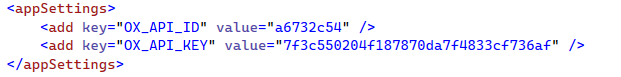 <appSettings>
<add key="OX_API_ID" value="a6732c54" />
<add key="OX_API_KEY" value="7f3c550204f187870da7f4833cf736af" />
</appSettings>